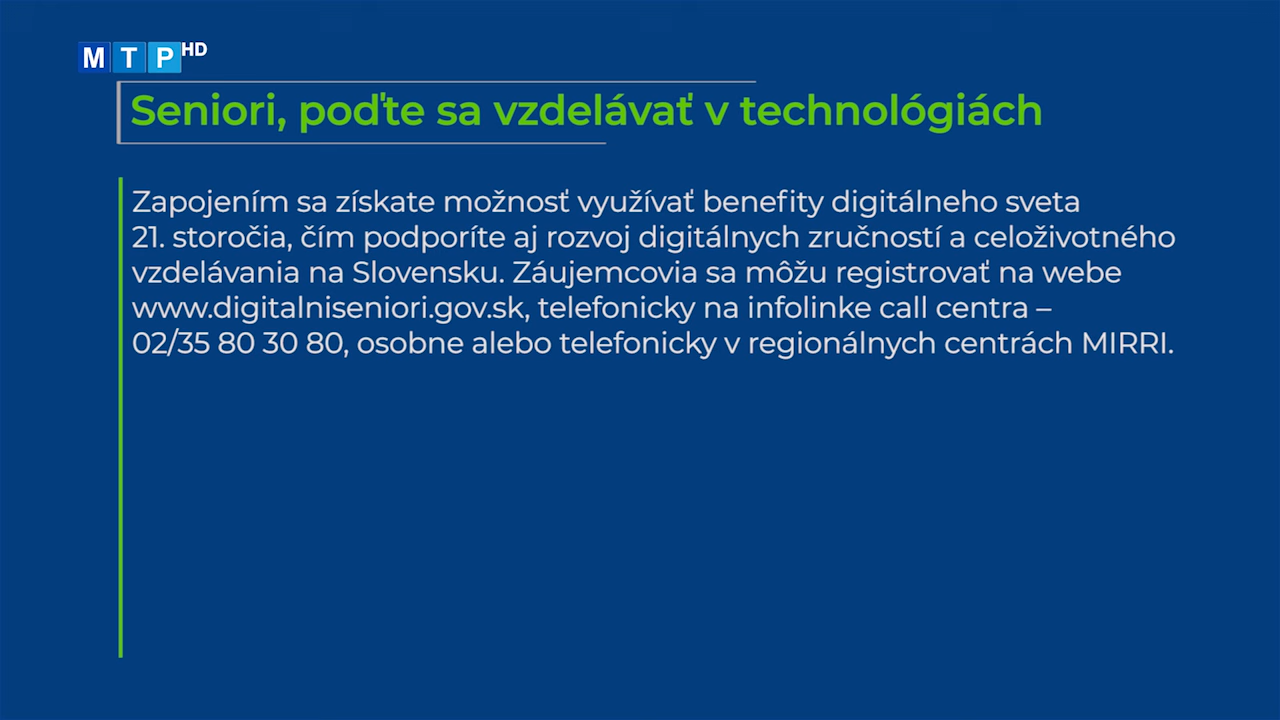 MTP HD
Seniori, poďte sa vzdelávať v technológiách
Zapojením sa získate možnosť využívať benefity digitálneho sveta
21. storočia, čím podporíte aj rozvoj digitálnych zručností a celoživotného
vzdelávania na Slovensku. Záujemcovia sa môžu registrovať na webe
www.digitalniseniori.gov.sk, telefonicky na infolinke call centra –
02/35 80 30 80, osobne alebo telefonicky v regionálnych centrách MIRRI.